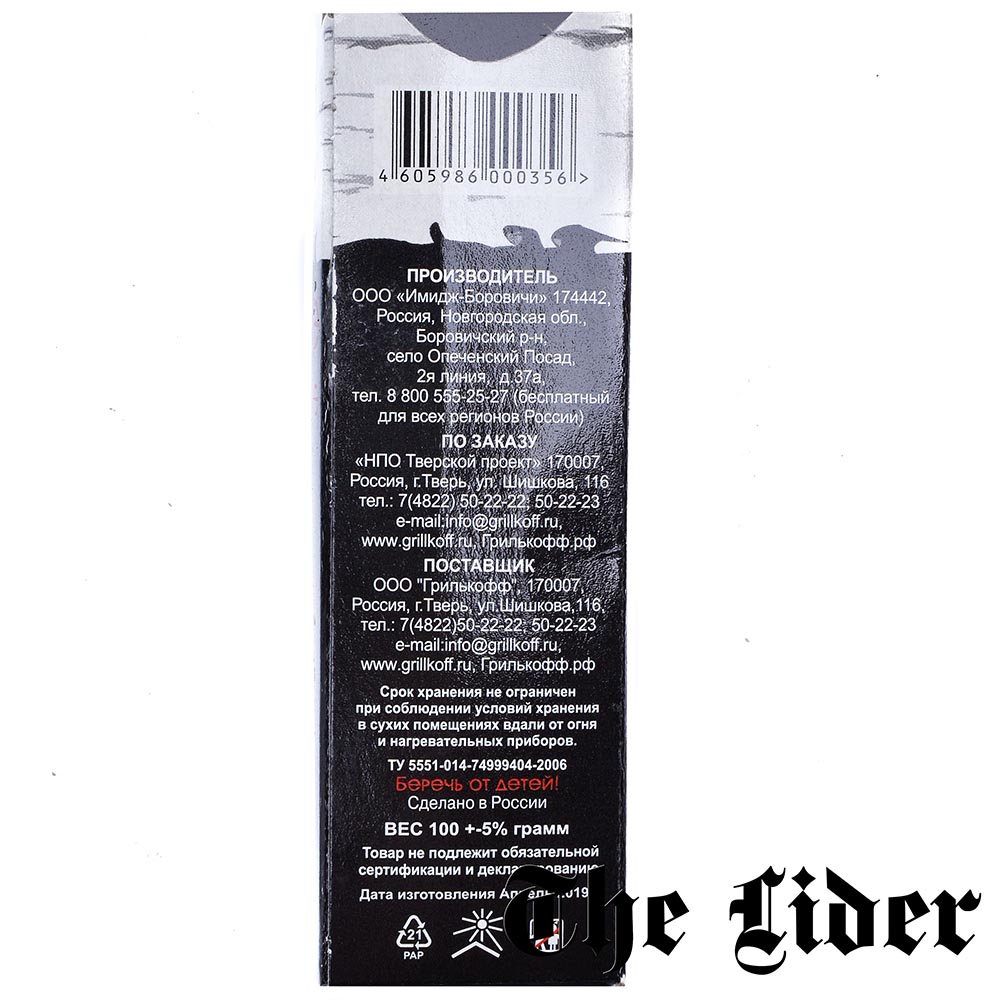 4 605986 000356 >
ПРОИЗВОДИТЕЛЬ
ООО «Имидж-Боровичи» 174442,
Россия, Новгородская обл.,
Боровичский р-н,
село Опеченский Посад,
2я линия, д.37а,
тел. 8 800 555-25-27 (бесплатный
для всех регионов России)
ПО ЗАКАЗУ
«НПО Тверской проект» 170007,
Россия, г.Тверь, ул. Шишкова, 116
тел.: 7(4822) 50-22-22; 50-22-23
e-mail:info@grillkoff.ru,
www.grillkoff.ru, Грилькофф.рф
ПОСТАВЩИК
ООО "Грилькофф" 170007,
Россия, г.Тверь, ул.Шишкова,116,
тел.: 7(4822)50-22-22; 50-22-23
e-mail:info@grillkoff.ru,
www.grillkoff.ru, Грилькофф.рф
Срок хранения не ограничен
при соблюдении условий хранения
в сухих помещениях вдали от огня
и нагревательных приборов.
ТУ 5551-014-74999404-2006
Беречь от детей!
Сделано в России
ВЕС 100 +-5% грамм
Товар не подлежит обязательной
сертификации и декларированию
Дата изготовления
21
PAP
The Lider